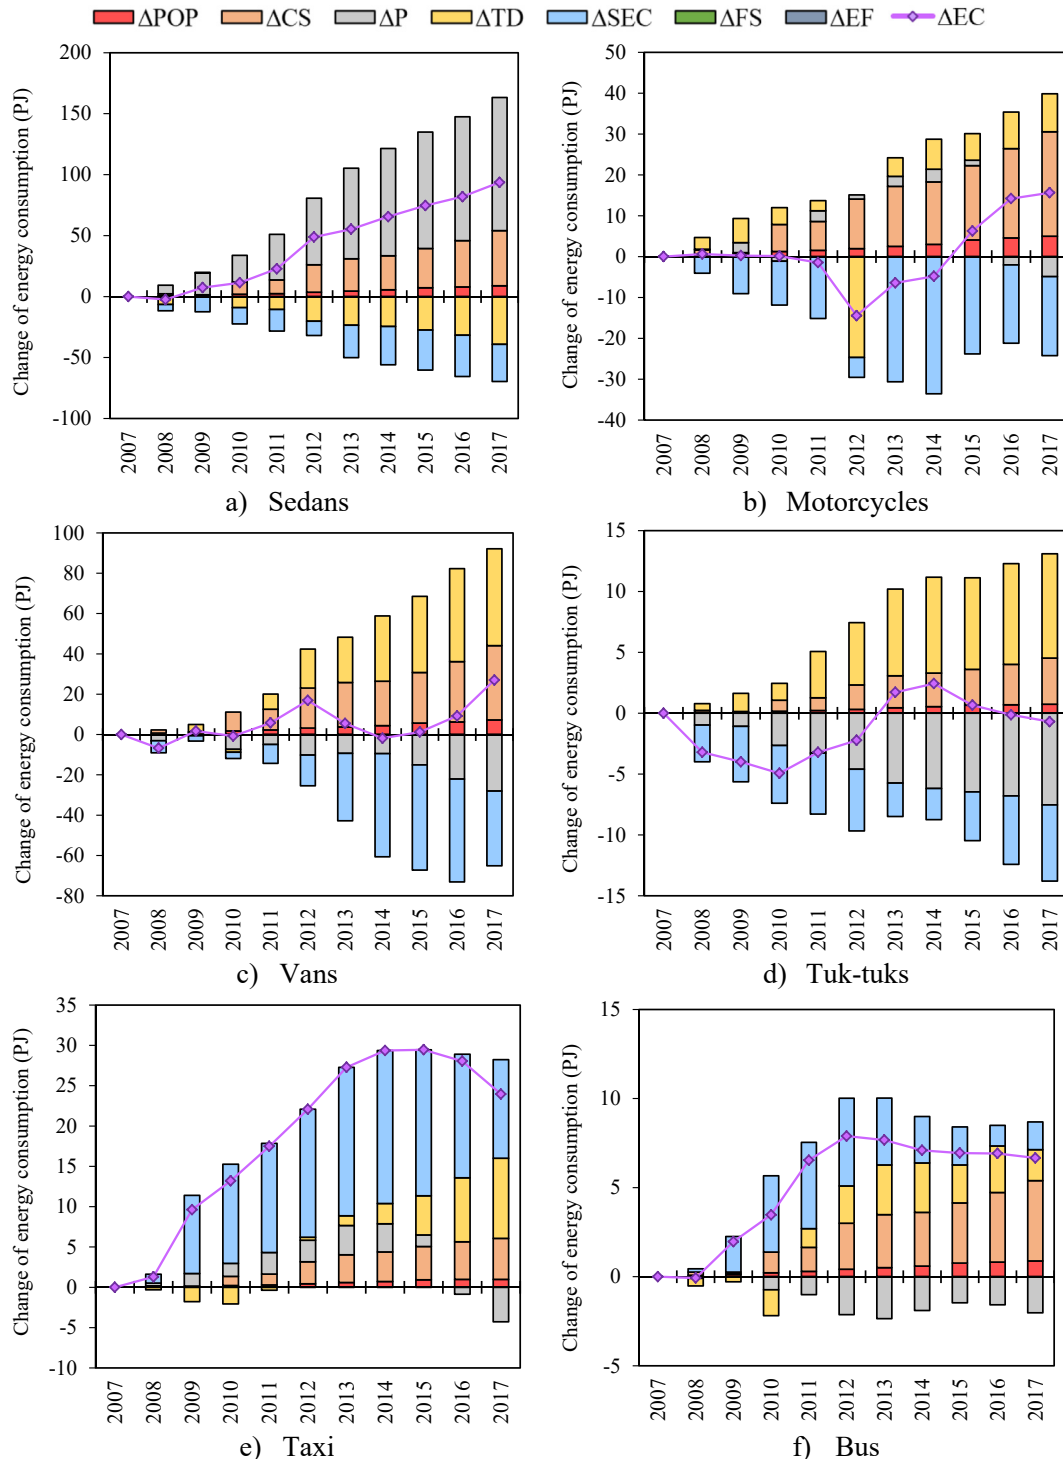 ΔPOP ΔCS ΔP ΔTD ΔSEC ΔFS ΔEF ΔEC
Change of energy consumption (PJ)
200
150
100
50
0
-50
-100
2007 2008 2009 2010 2011 2012 2013 2014 2015 2016 2017
a) Sedans
Change of energy consumption (PJ)
50
40
30
20
10
0
-10
-20
-30
-40
2007 2008 2009 2010 2011 2012 2013 2014 2015 2016 2017
b) Motorcycles
Change of energy consumption (PJ)
100
80
60
40
20
0
-20
-40
-60
-80
2007 2008 2009 2010 2011 2012 2013 2014 2015 2016 2017
c) Vans
Change of energy consumption (PJ)
15
10
5
0
-5
-10
-15
2007 2008 2009 2010 2011 2012 2013 2014 2015 2016 2017
d) Tuk-tuks
Change of energy consumption (PJ)
35
30
25
20
15
10
5
0
-5
-10
2007 2008 2009 2010 2011 2012 2013 2014 2015 2016 2017
e) Taxi
Change of energy consumption (PJ)
15
10
5
0
-5
2007 2008 2009 2010 2011 2012 2013 2014 2015 2016 2017
f) Bus